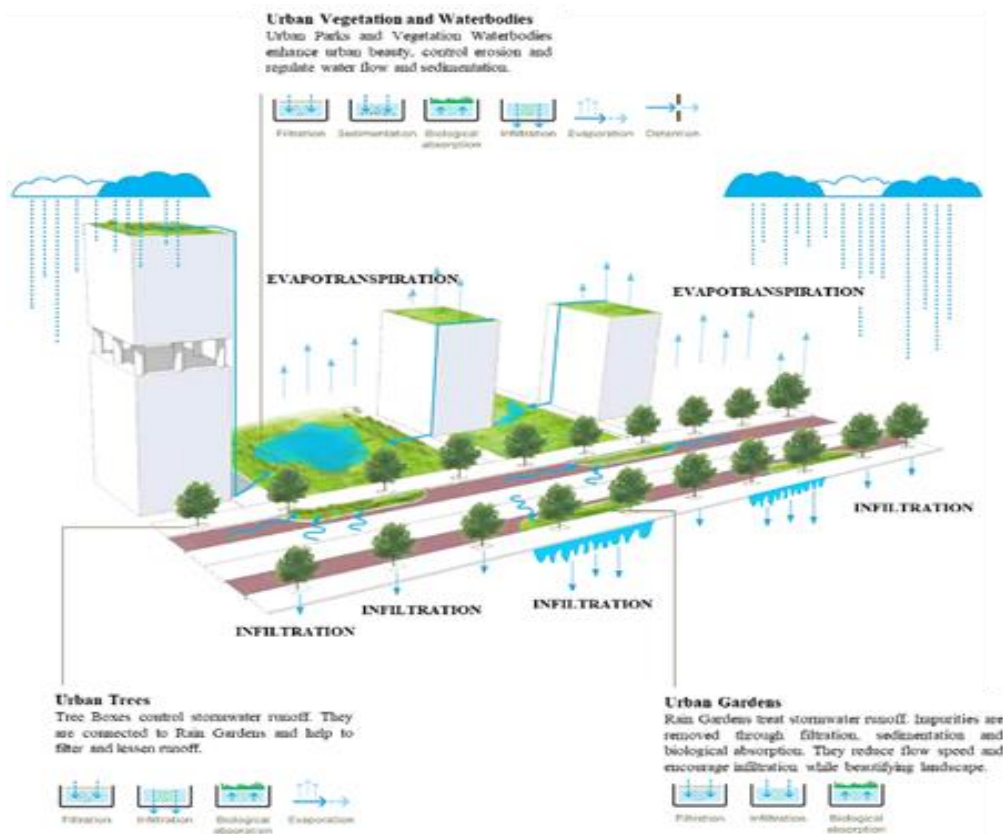 Urban Vegetation and Waterbodies
Urban Parks and Vegetation Waterbodies
enhance urban beauty, control erosion and
regulate water flow and sedimentation.
Filtration Sedimentation Biological absorption Infiltration Evaporation Detention
EVAPOTRANSPIRATION
EVAPOTRANSPIRATION
INFILTRATION
INFILTRATION
INFILTRATION
INFILTRATION
Urban Trees
Tree Boxes control stormwater runoff. They
are connected to Rain Gardens and help to
filter and lessen runoff.
Filtration Infiltration Biological absorption Evaporation
Urban Gardens
Rain Gardens treat stormwater runoff. Impurities are
removed through filtration, sedimentation and
biological absorption. They reduce flow speed and
encourage infiltration while beautifying landscape.
Filtration Infiltration Biological absorption